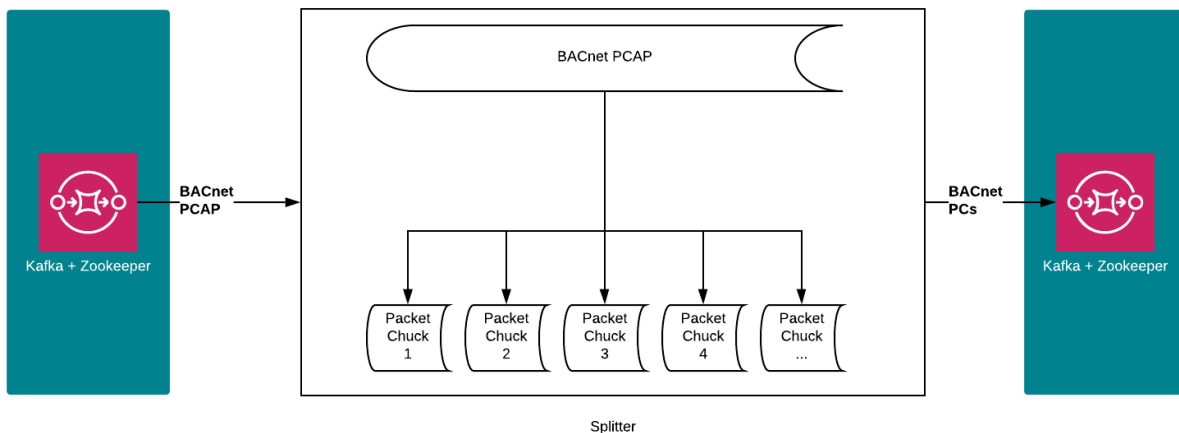 BACnet PCAP
BACnet
PCAP
BACnet
PCs
Kafka + Zookeeper
Kafka + Zookeeper
Packet
Chuck
1
Packet
Chuck
2
Packet
Chuck
3
Packet
Chuck
4
Packet
Chuck
...
Splitter